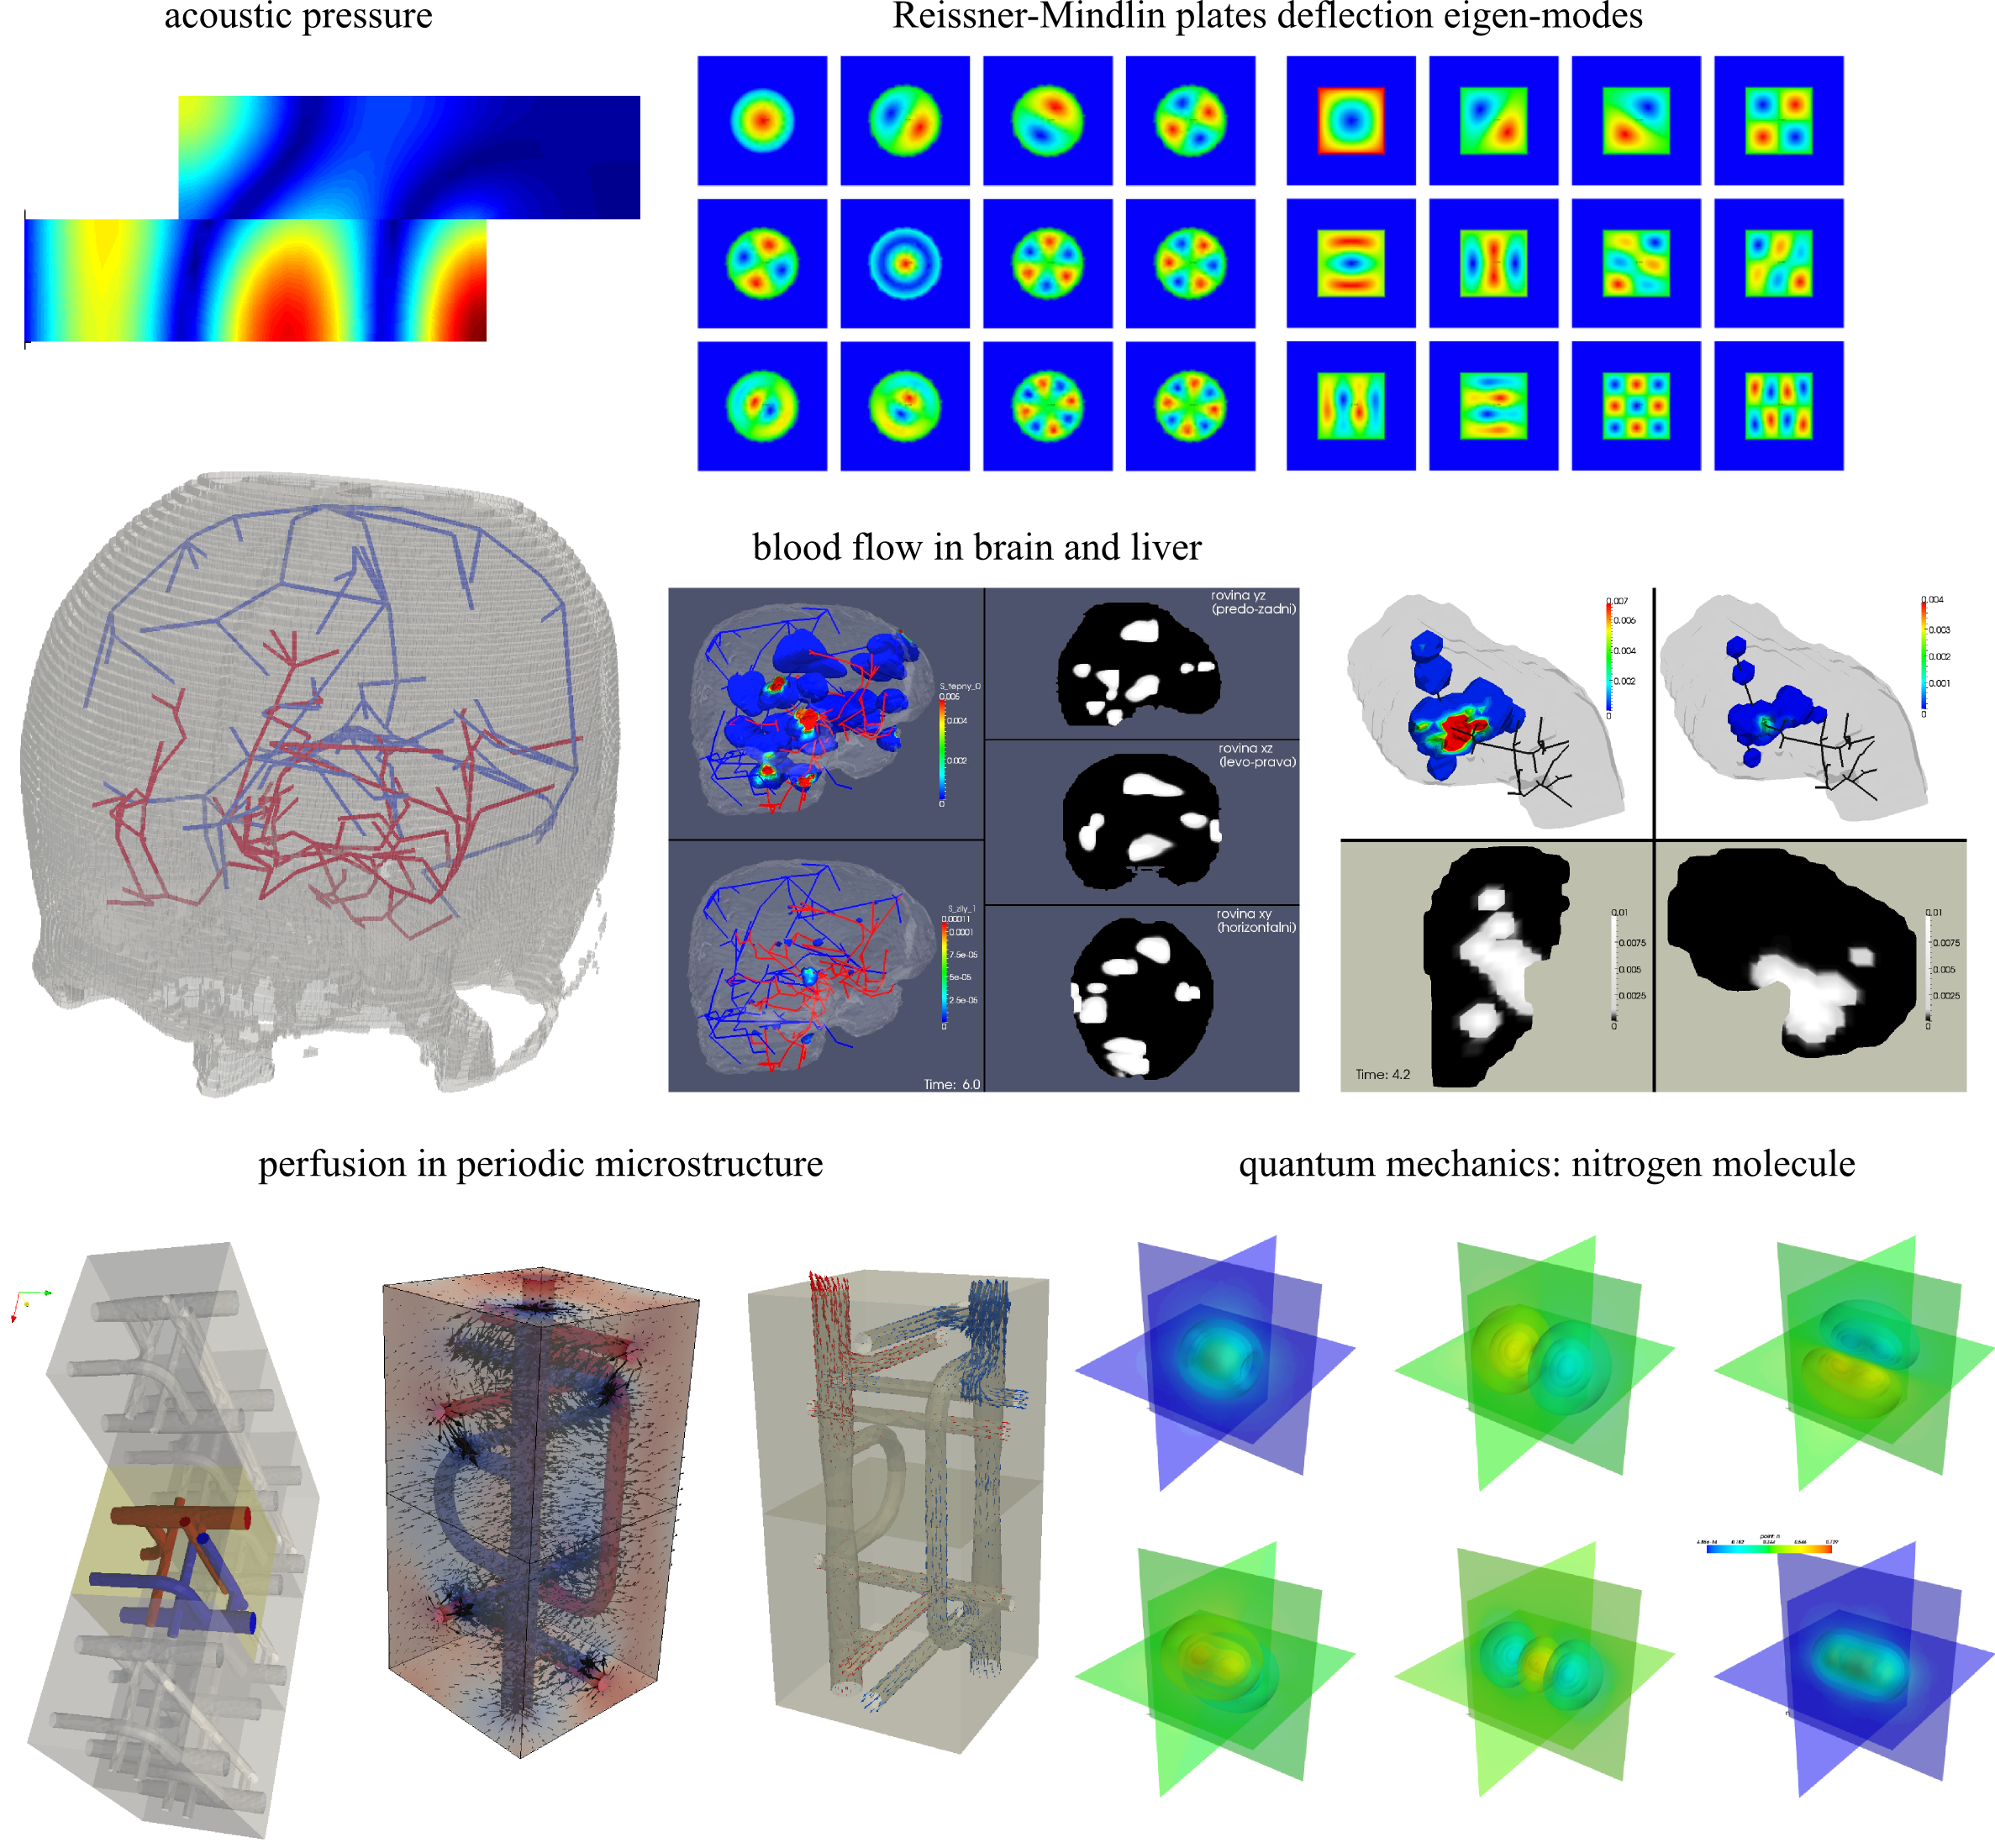 acoustic pressure
Reissner-Mindlin plates deflection eigen-modes
blood flow in brain and liver
rovina yz
(predo-zadni)
S_tepny_0
0.005
0.004
0.002
0
rovina xz
(levo-prava)
S_zily_1
0.00011
0.0001
7.5e-05
5e-05
2.5e-05
0
Time: 6.0
rovina xy
(horizontalni)
0.007
0.006
0.004
0.002
0
0.004
0.003
0.002
0.001
0
0.01
0.0075
0.005
0.0025
0
Time: 4.2
0.01
0.0075
0.005
0.0025
0
perfusion in periodic microstructure
quantum mechanics: nitrogen molecule